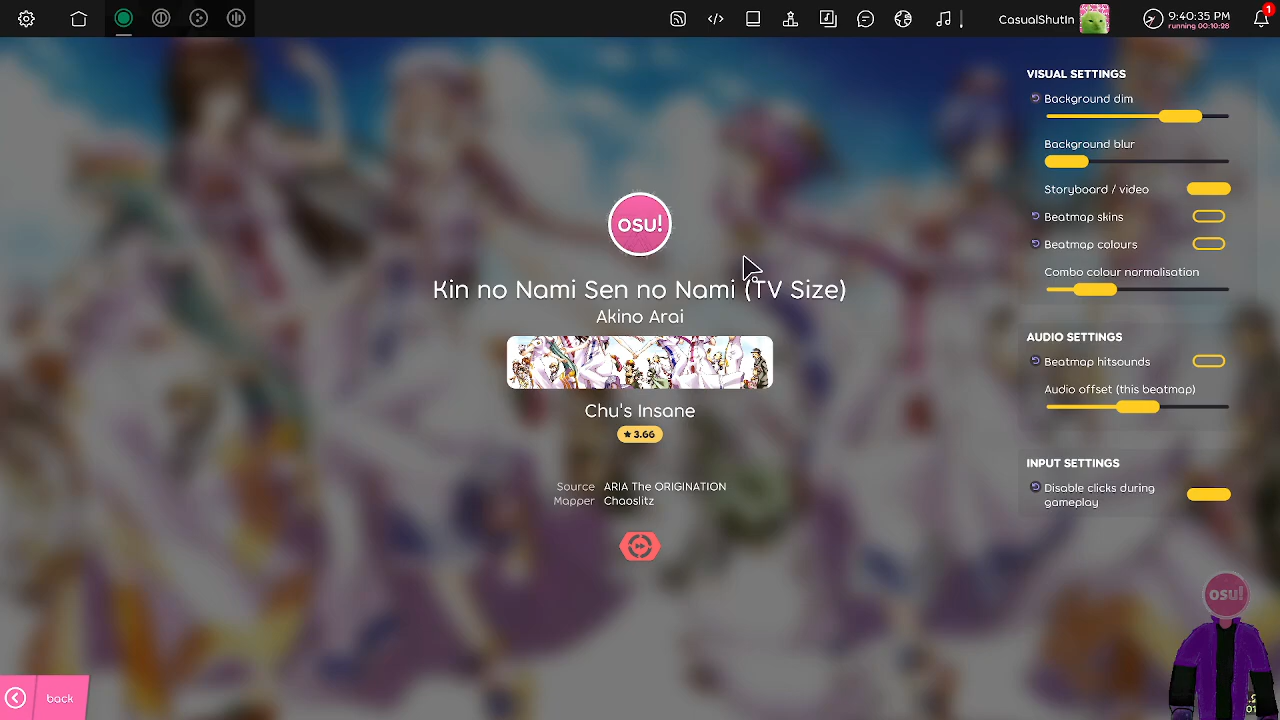 CasualShutIn
9:40:35 PM
running 00:10:26
1
VISUAL SETTINGS
Background dim
Background blur
Storyboard / video
Beatmap skins
Beatmap colours
Combo colour normalisation
osu!
Kin no Nami Sen no Nami (TV Size)
Akino Arai
Chu's Insane
3.66
Source ARIA The ORIGINATION
Mapper Chaoslitz
AUDIO SETTINGS
Beatmap hitsounds
Audio offset (this beatmap)
INPUT SETTINGS
Disable clicks during
gameplay
osu!
back